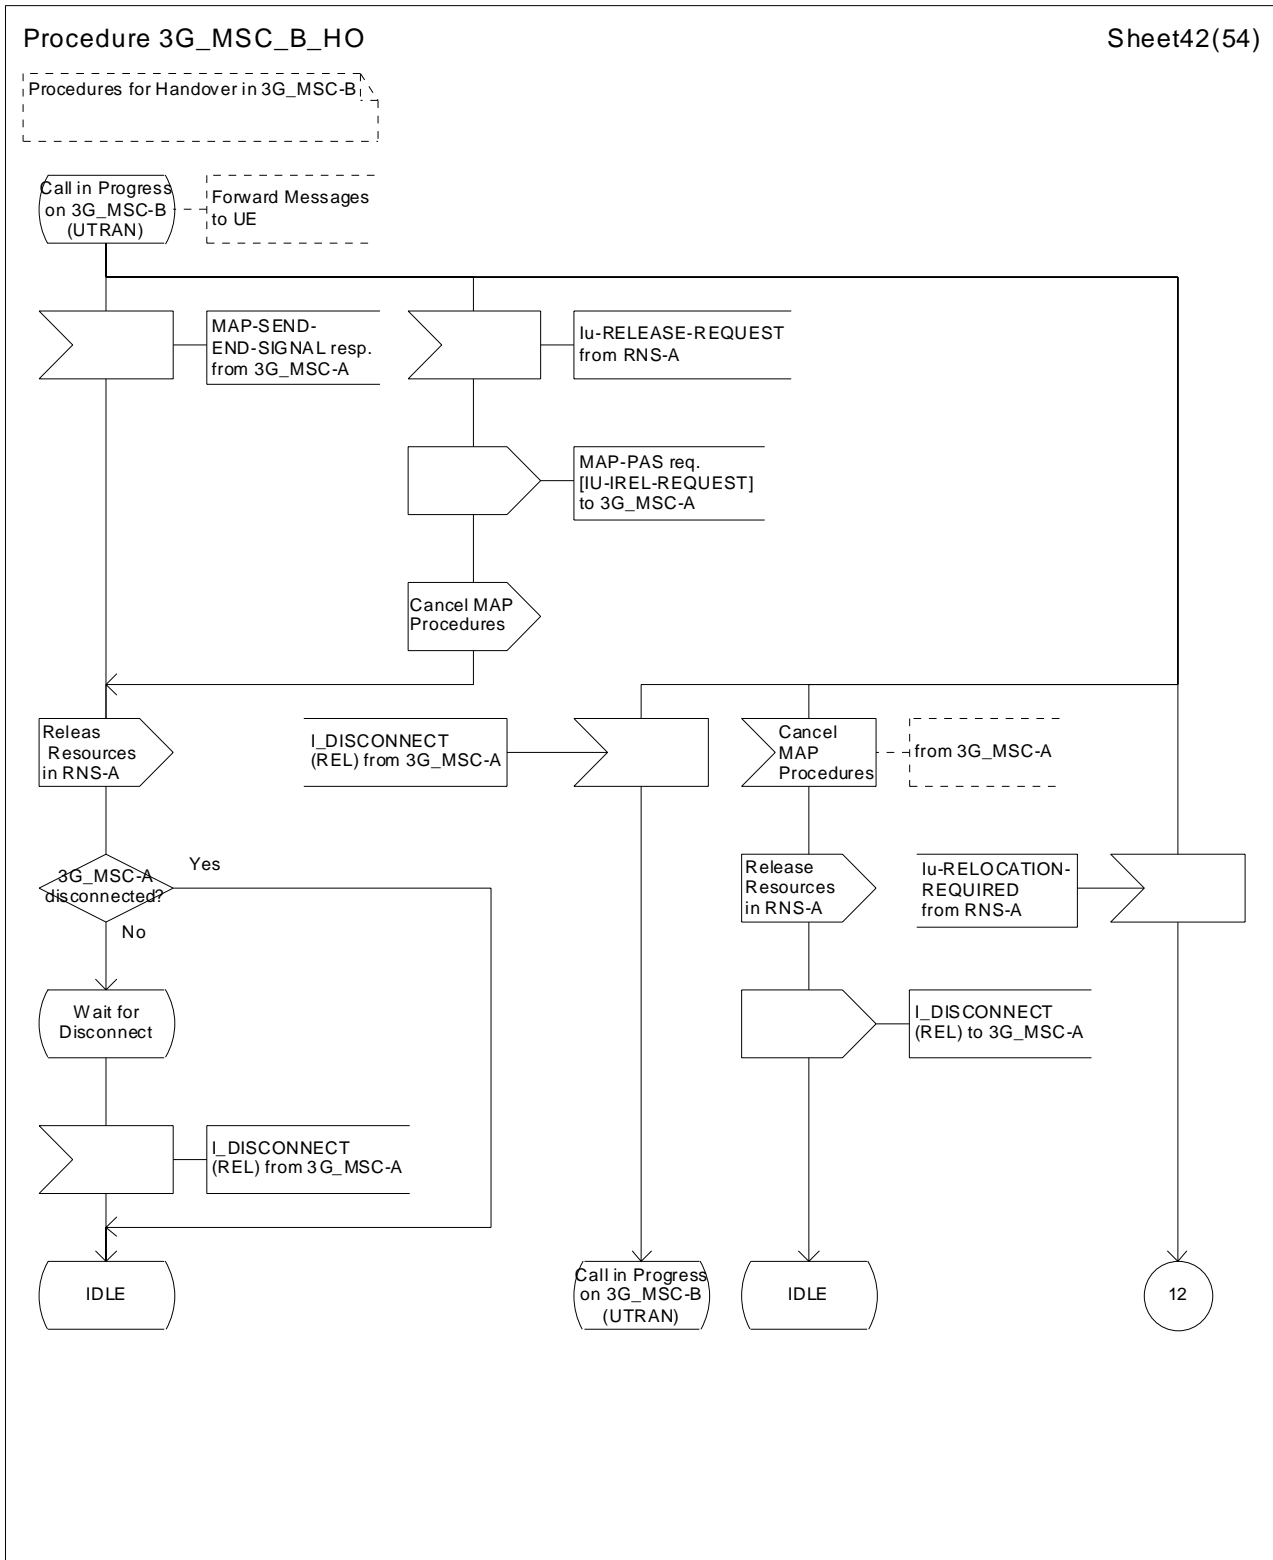 Procedure 3G_MSC_B_HO
Sheet42(54)
Procedures for Handover in 3G_MSC-B
Call in Progress
on 3G_MSC-B
(UTRAN)
Forward Messages
to UE
MAP-SEND-
END-SIGNAL resp.
from 3G_MSC-A
Iu-RELEASE-REQUEST
from RNS-A
MAP-PAS req.
[IU-IREL-REQUEST]
to 3G_MSC-A
Cancel MAP
Procedures
Releas
Resources
in RNS-A
I_DISCONNECT
(REL) from 3G_MSC-A
Cancel
MAP
Procedures
from 3G_MSC-A
3G_MSC-A
disconnected?
Yes
No
Release
Resources
in RNS-A
Iu-RELOCATION-
REQUIRED
from RNS-A
Wait for
Disconnect
I_DISCONNECT
(REL) to 3G_MSC-A
I_DISCONNECT
(REL) from 3G_MSC-A
IDLE
Call in Progress
on 3G_MSC-B
(UTRAN)
IDLE
12